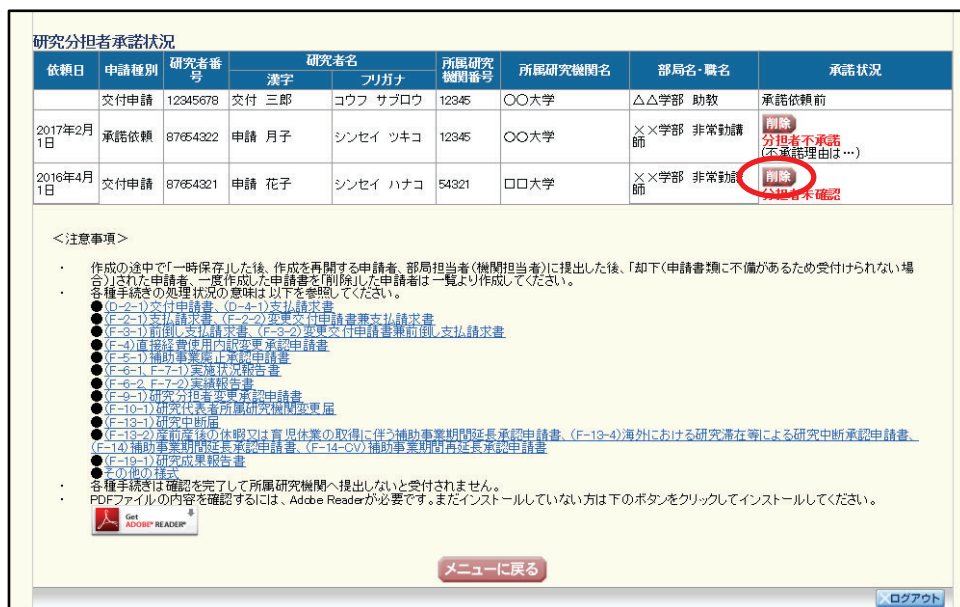 研究分担者承諾状況
依頼日 申請種別 研究者番号 研究者名 漢字 フリガナ 所属研究機関番号 所属研究機関名 部局名・職名 承諾状況
交付申請 12345678 交付 三郎 コウフ サブロウ 12345 〇〇大学 △△学部 助教 承諾依頼前
2017年2月1日 承諾依頼 87654322 申請 月子 シンセイ ツキコ 12345 〇〇大学 ××学部 非常勤講師 削除 分担者不承諾 (不承諾理由は…)
2016年4月1日 交付申請 87654321 申請 花子 シンセイ ハナコ 54321 □□大学 ××学部 非常勤講師 削除 分担者未確認
＜注意事項＞
・ 作成の途中で「一時保存」した後、作成を再開する申請者、部局担当者(機関担当者)に提出した後、「却下(申請書類に不備があるため受付けられない場
合)」された申請者、一度作成した申請書を「削除」した申請者は一覧より作成してください。
・ 各種手続きの処理状況の意味は以下を参照してください。
●(D-2-1)交付申請書、(D-4-1)支払請求書
●(F-2-1)支払請求書、(F-2-2)変更交付申請書兼支払請求書
●(F-3-1)前倒し支払請求書、(F-3-2)変更交付申請書兼前倒し支払請求書
●(F-4)直接経費使用内訳変更承認申請書
●(F-5-1)補助事業廃止承認申請書
●(F-6-1、F-7-1)実施状況報告書
●(F-6-2、F-7-2)実績報告書
●(F-9-1)研究分担者変更承認申請書
●(F-10-1)研究代表者所属研究機関変更届
●(F-13-1)研究中断届
●(F-13-2)産前産後の休暇又は育児休業の取得に伴う補助事業期間延長承認申請書、(F-13-4)海外における研究滞在等による研究中断承認申請書、
(F-14)補助事業期間延長承認申請書、(F-14-CV)補助事業期間再延長承認申請書
●(F-19-1)研究成果報告書
●その他の様式
・ 各種手続きは確認を完了して所属研究機関へ提出しないと受付されません。
・ PDFファイルの内容を確認するには、Adobe Readerが必要です。まだインストールしていない方は下のボタンをクリックしてインストールしてください。
Get
ADOBE® READER®
メニューに戻る
ログアウト